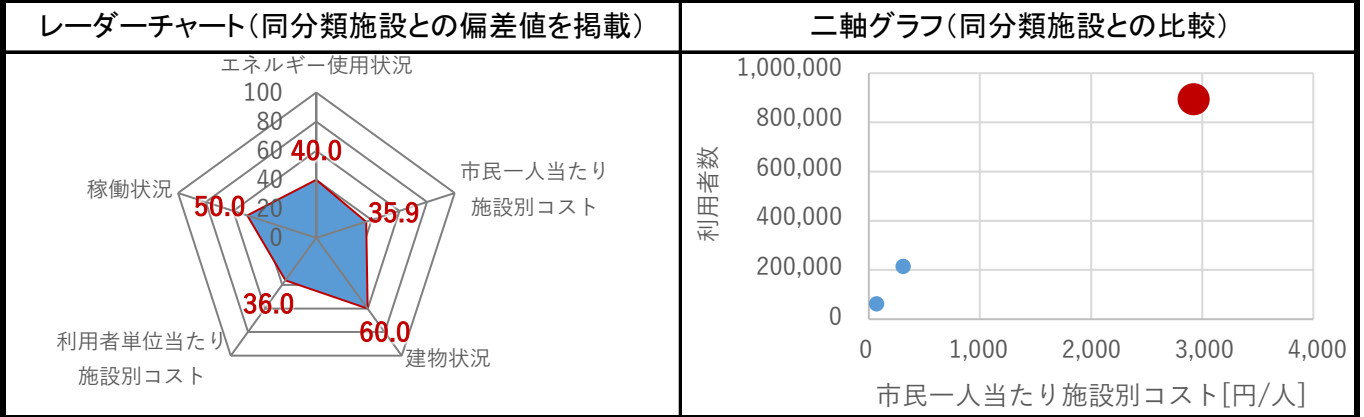 レーダーチャート(同分類施設との偏差値を掲載)
エネルギー使用状況
100
80
60
40
20
0
40.0
市民一人当たり
施設別コスト
35.9
建物状況
60.0
利用者単位当たり
施設別コスト
36.0
稼働状況
50.0
二軸グラフ(同分類施設との比較)
利用者数
1,000,000
800,000
600,000
400,000
200,000
0
0
1,000
2,000
3,000
4,000
市民一人当たり施設別コスト[円/人]